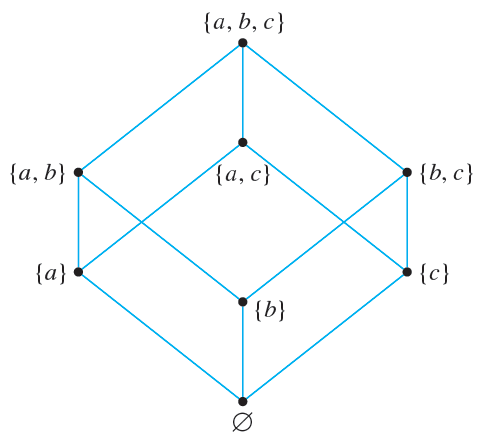 {a, b, c}
{a, b}
{a, c}
{b, c}
{a}
{c}
{b}
∅